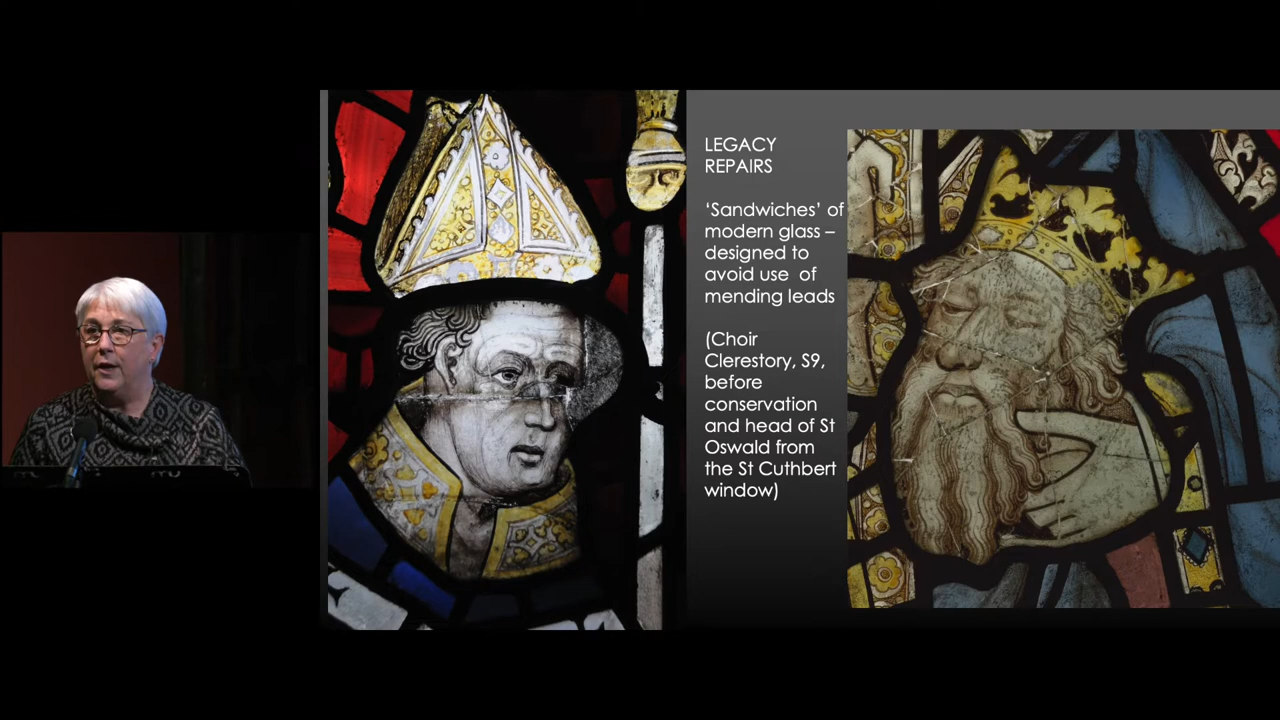 LEGACY
REPAIRS
‘Sandwiches’ of
modern glass –
designed to
avoid use of
mending leads
(Choir
Clerestory, S9,
before
conservation
and head of St
Oswald from
the St Cuthbert
window)